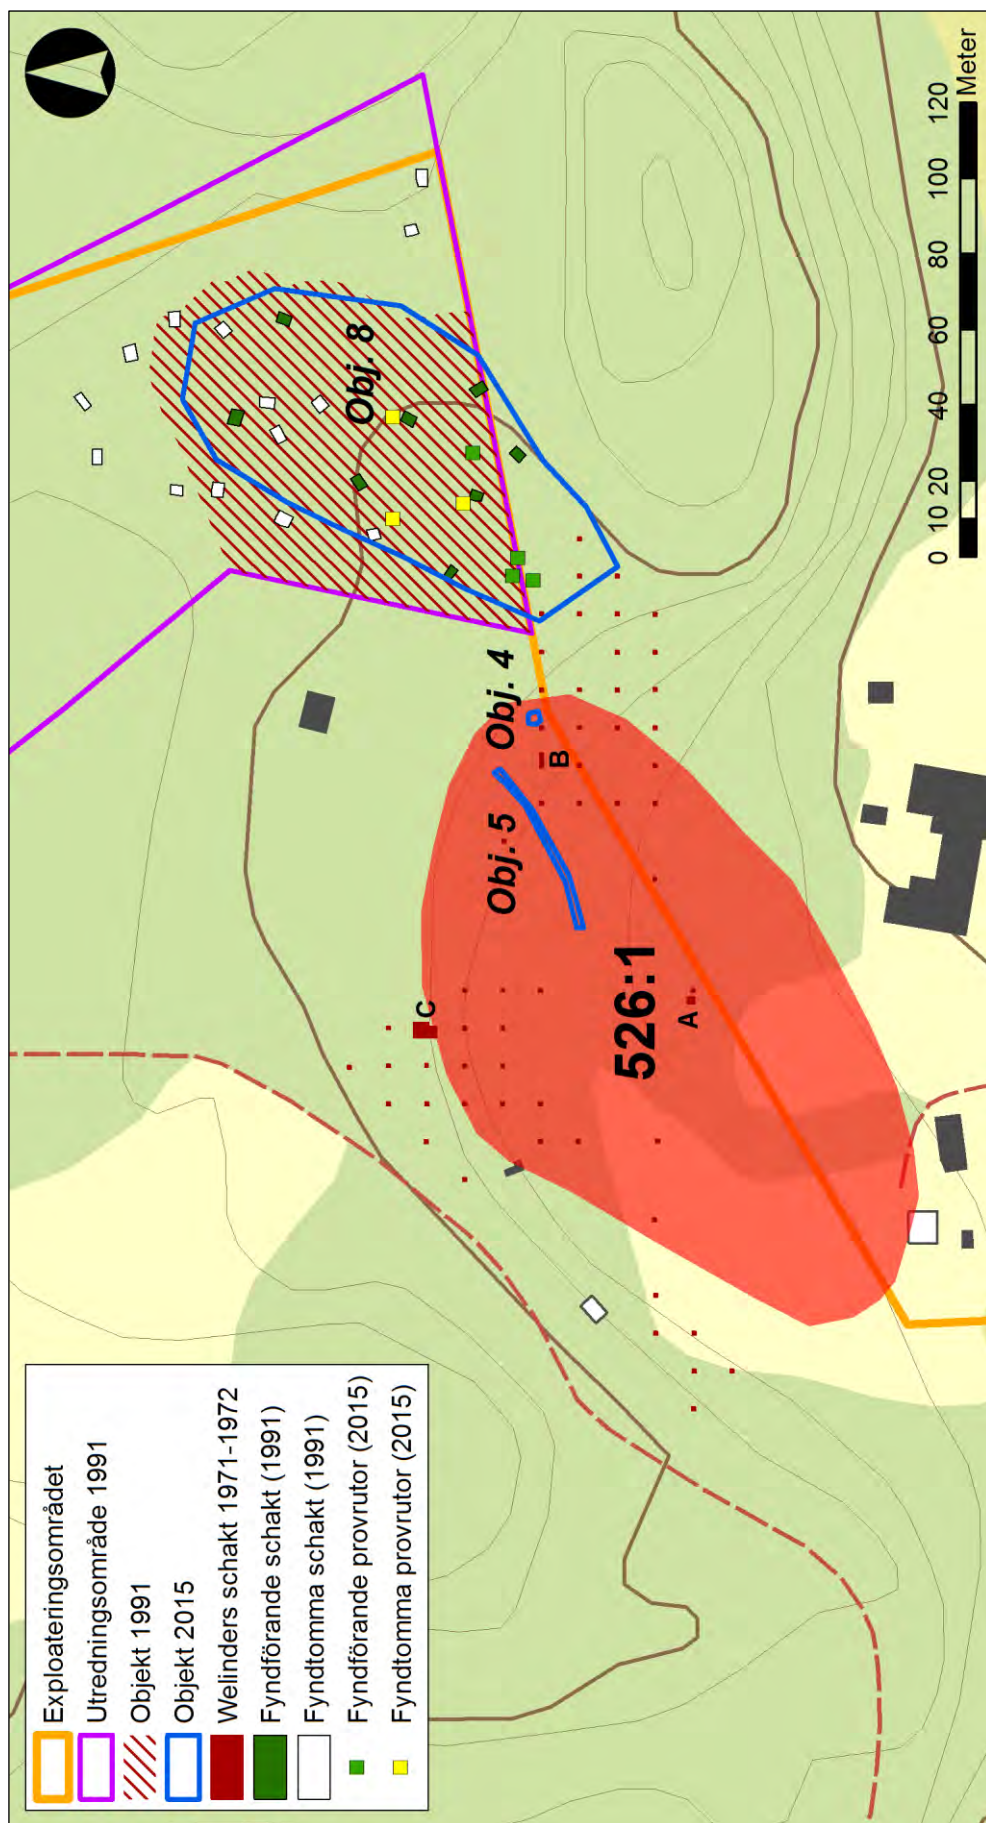 Exploateringsområdet
Utredningsområde 1991
Objekt 1991
Objekt 2015
Welinders schakt 1971-1972
Fyndförande schakt (1991)
Fyndtomma schakt (1991)
Fyndförande provrutor (2015)
Fyndtomma provrutor (2015)
C
Obj. 5
Obj. 4
Obj. 8
B
526:1
A
0 10 20 40 60 80 100 120
Meter